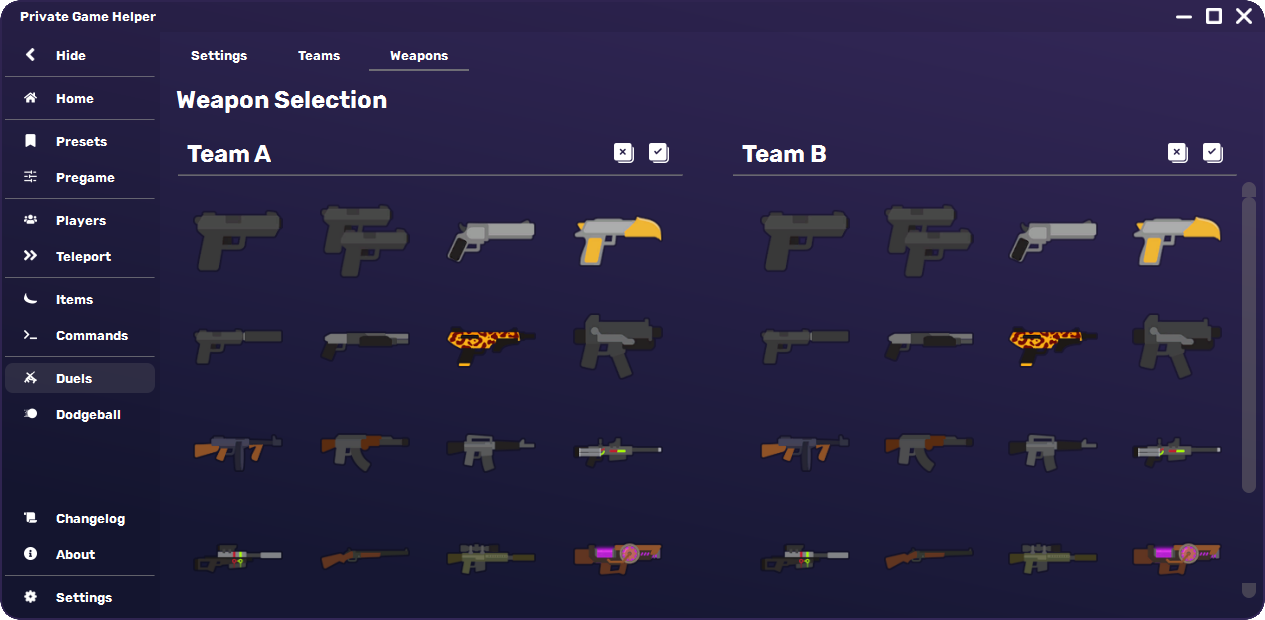 Private Game Helper
Hide
Home
Presets
Pregame
Players
Teleport
Items
Commands
Duels
Dodgeball
Changelog
About
Settings
Settings Teams Weapons
Weapon Selection
Team A
Team B